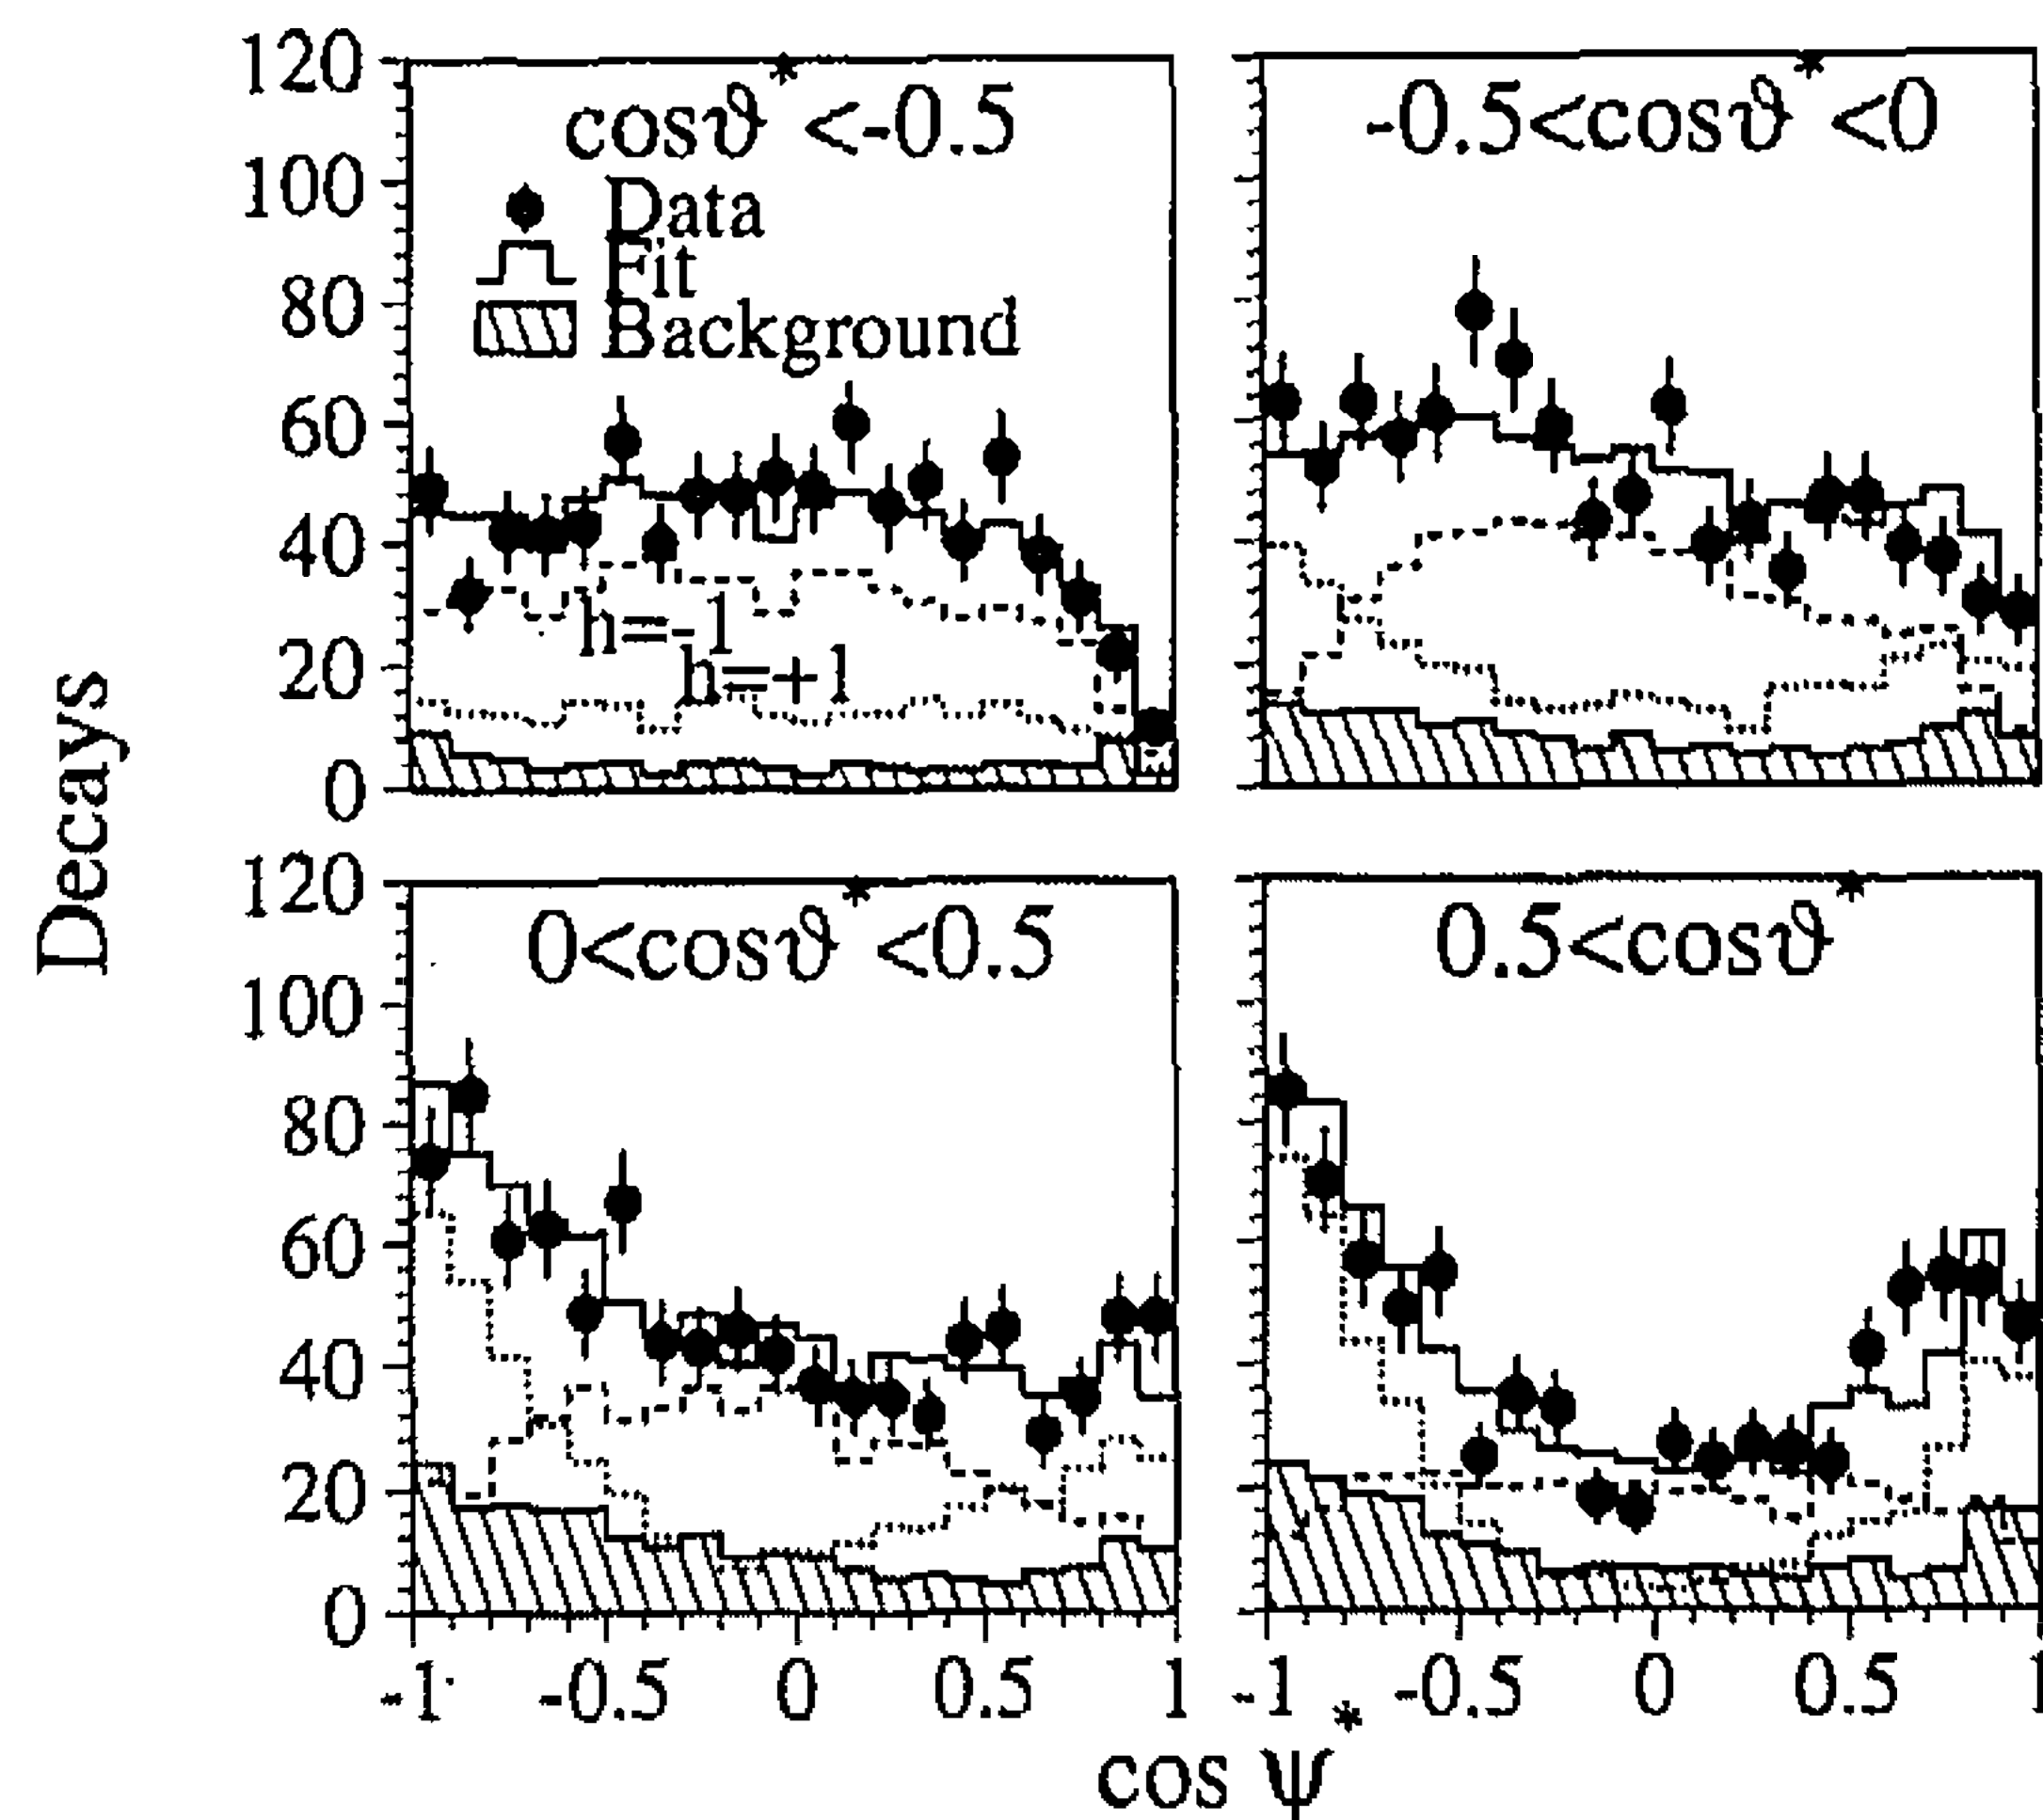 120
100
80
60
40
20
0
cosϑ* <-0.5
Data
Fit
Background
h=-1
h=+1
-0.5<cosϑ* <0
Decays
120
100
80
60
40
20
0
0<cosϑ* <0.5
0.5<cosϑ*
-1 -0.5 0 0.5 1
-1 -0.5 0 0.5 1
cos ψ*